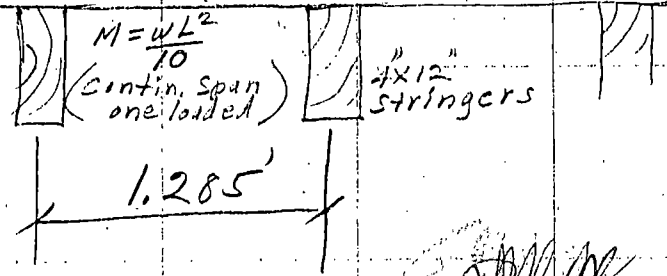 M = wL²/10
(contin. span
one loaded)
4"x12"
stringers
1.285'